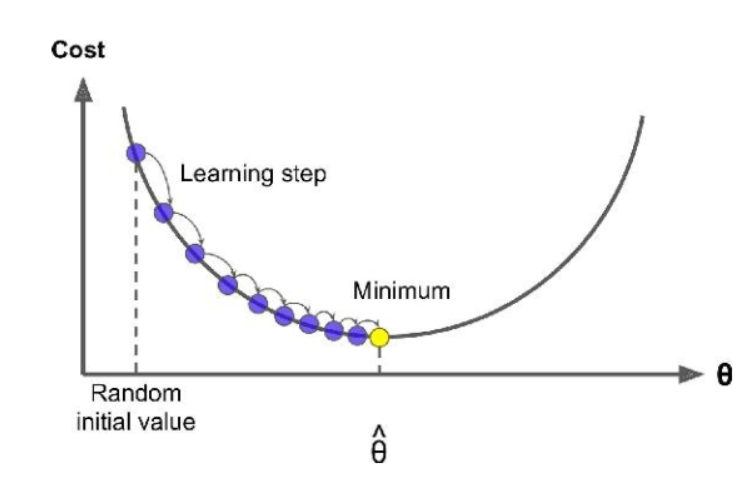 Cost
Learning step
Minimum
θ
Random
initial value
θ̂